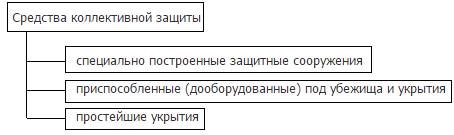 Средства коллективной защиты
специально построенные защитные сооружения
приспособленные (дооборудованные) под убежища и укрытия
простейшие укрытия